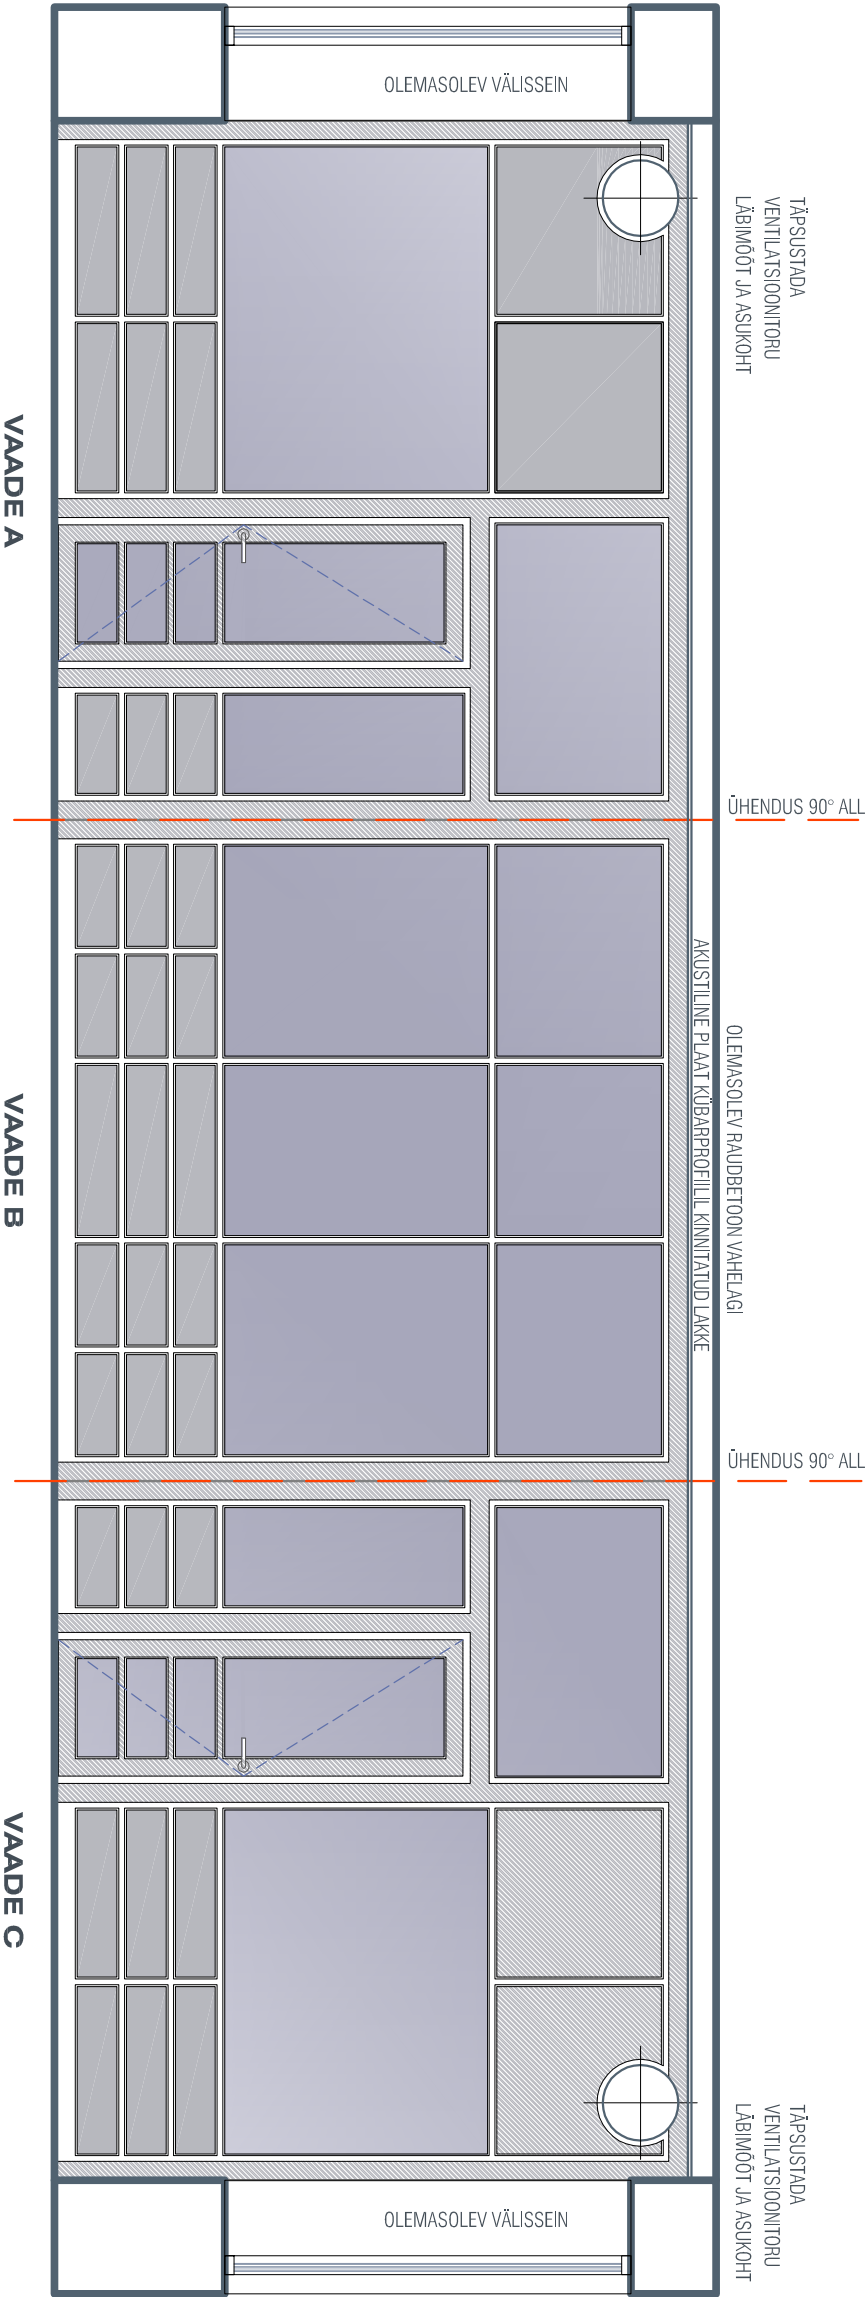 OLEMASOLEV VÄLISSEIN
TÄPSUSTADA
VENTILATSIOONITORU
LÄBIMÕÕT JA ASUKOHT
VAADE A
ÜHENDUS 90° ALL
OLEMASOLEV RAUDBETOON VAHELAGI
AKUSTILINE PLAAT KÜBARPROFIILIL KINNITATUD LAKKE
VAADE B
ÜHENDUS 90° ALL
VAADE C
TÄPSUSTADA
VENTILATSIOONITORU
LÄBIMÕÕT JA ASUKOHT
OLEMASOLEV VÄLISSEIN